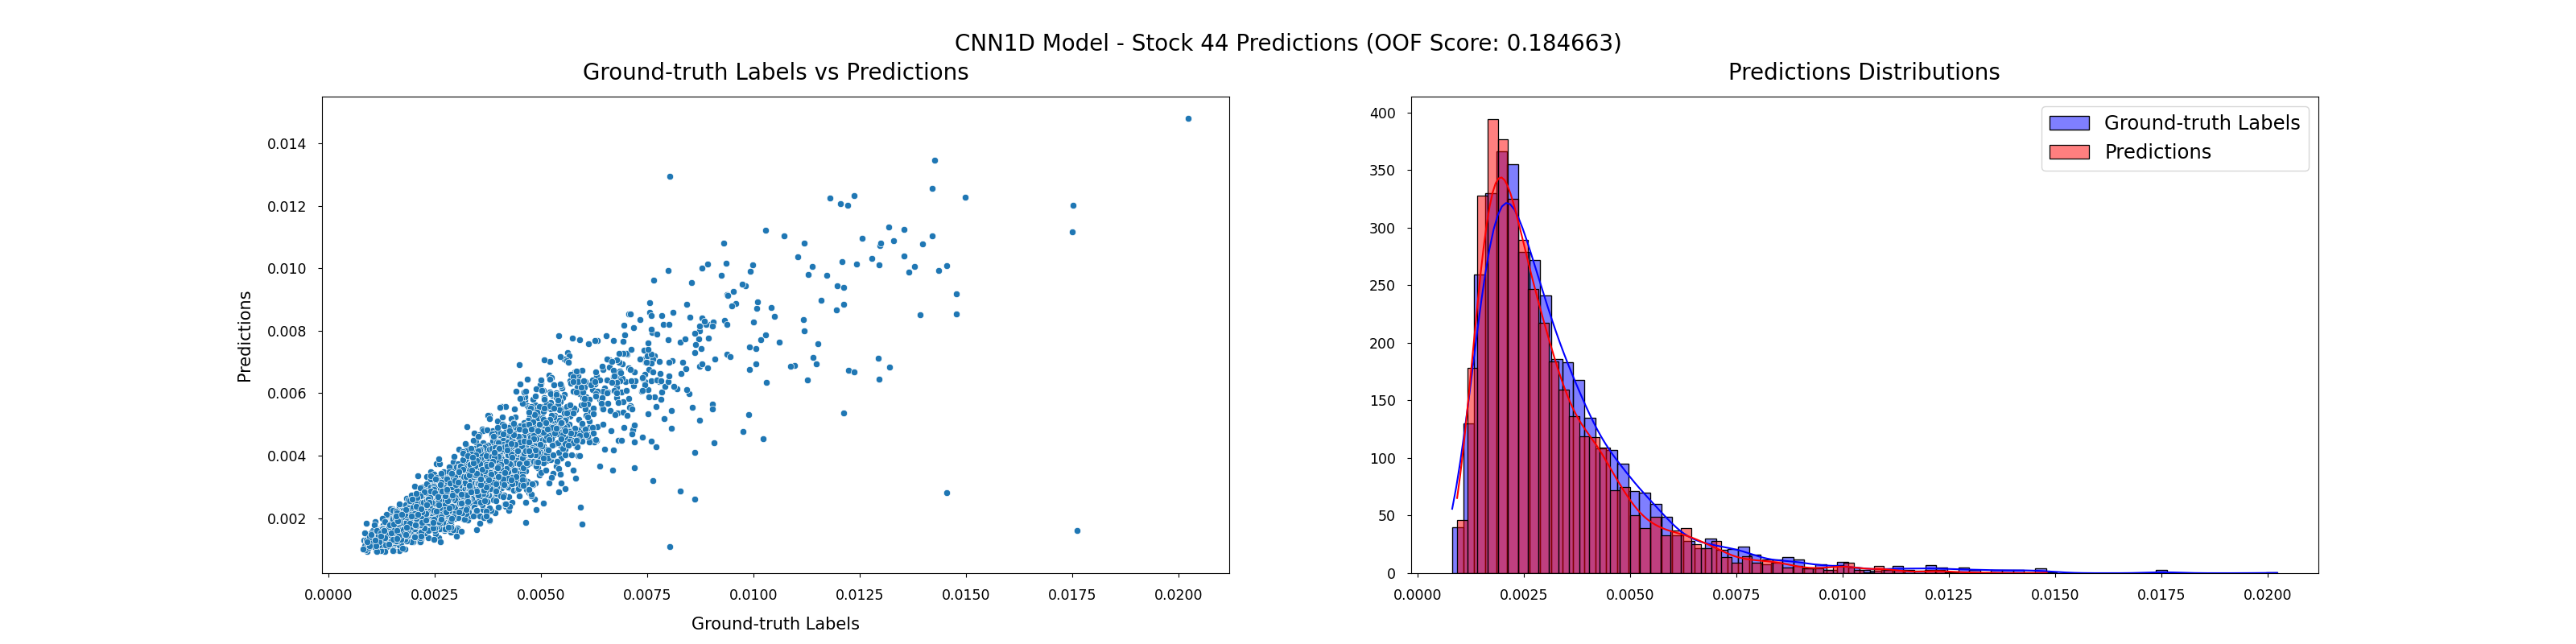 CNN1D Model - Stock 44 Predictions (OOF Score: 0.184663)
Ground-truth Labels vs Predictions
Predictions
0.014
0.012
0.010
0.008
0.006
0.004
0.002
0.0000 0.0025 0.0050 0.0075 0.0100 0.0125 0.0150 0.0175 0.0200
Ground-truth Labels
Predictions Distributions
Ground-truth Labels
Predictions
400
350
300
250
200
150
100
50
0
0.0000 0.0025 0.0050 0.0075 0.0100 0.0125 0.0150 0.0175 0.0200